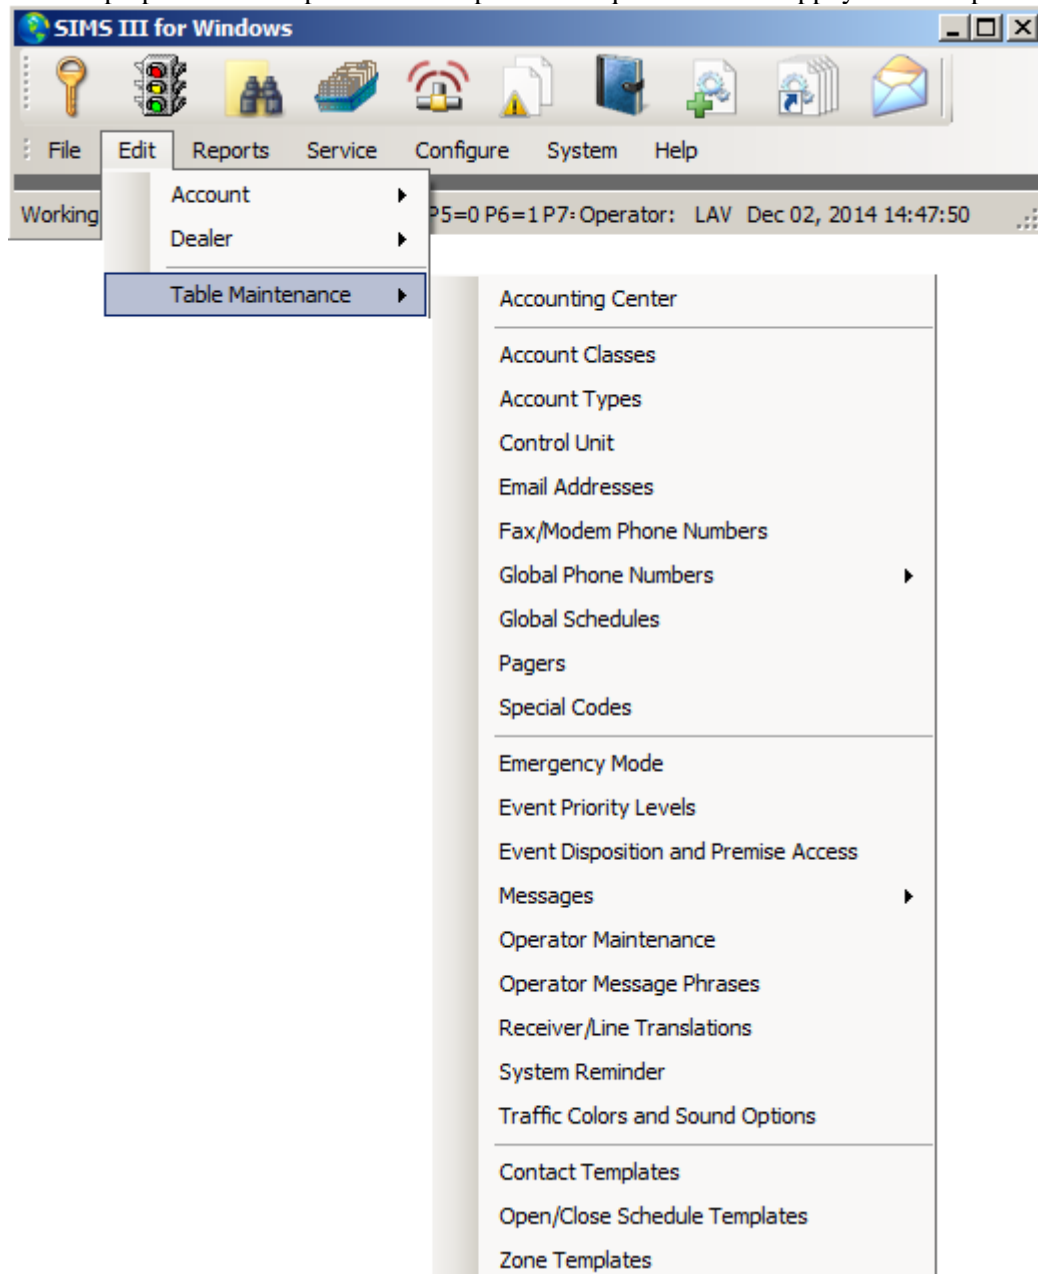 SIMS III for Windows
File Edit Reports Service Configure System Help
Account
Working P5=0 P6=1 P7: Operator: LAV Dec 02, 2014 14:47:50
Dealer
Table Maintenance
Accounting Center
Account Classes
Account Types
Control Unit
Email Addresses
Fax/Modem Phone Numbers
Global Phone Numbers
Global Schedules
Pagers
Special Codes
Emergency Mode
Event Priority Levels
Event Disposition and Premise Access
Messages
Operator Maintenance
Operator Message Phrases
Receiver/Line Translations
System Reminder
Traffic Colors and Sound Options
Contact Templates
Open/Close Schedule Templates
Zone Templates